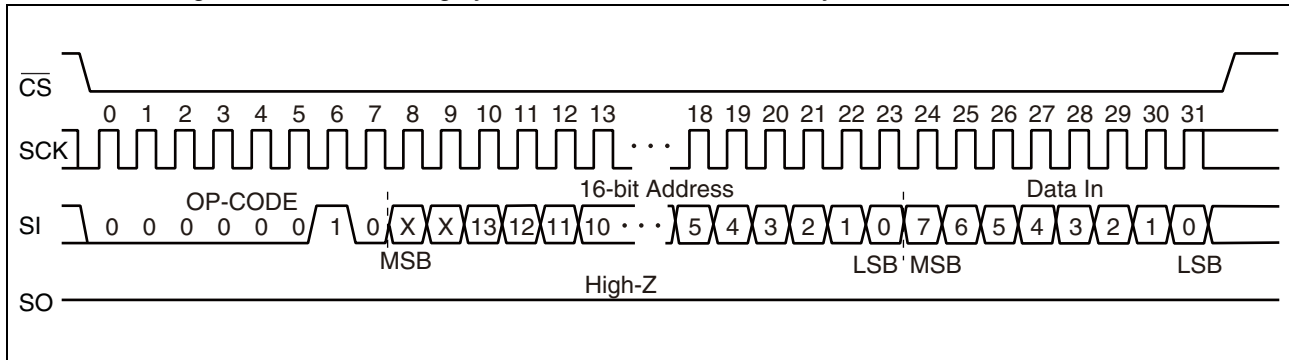 CS
0 1 2 3 4 5 6 7 8 9 10 11 12 13 18 19 20 21 22 23 24 25 26 27 28 29 30 31
SCK ···
OP-CODE 16-bit Address Data In
SI 0 0 0 0 0 0 1 0 X X 13 12 11 10 ··· 5 4 3 2 1 0 7 6 5 4 3 2 1 0
MSB LSB MSB LSB
High-Z
SO